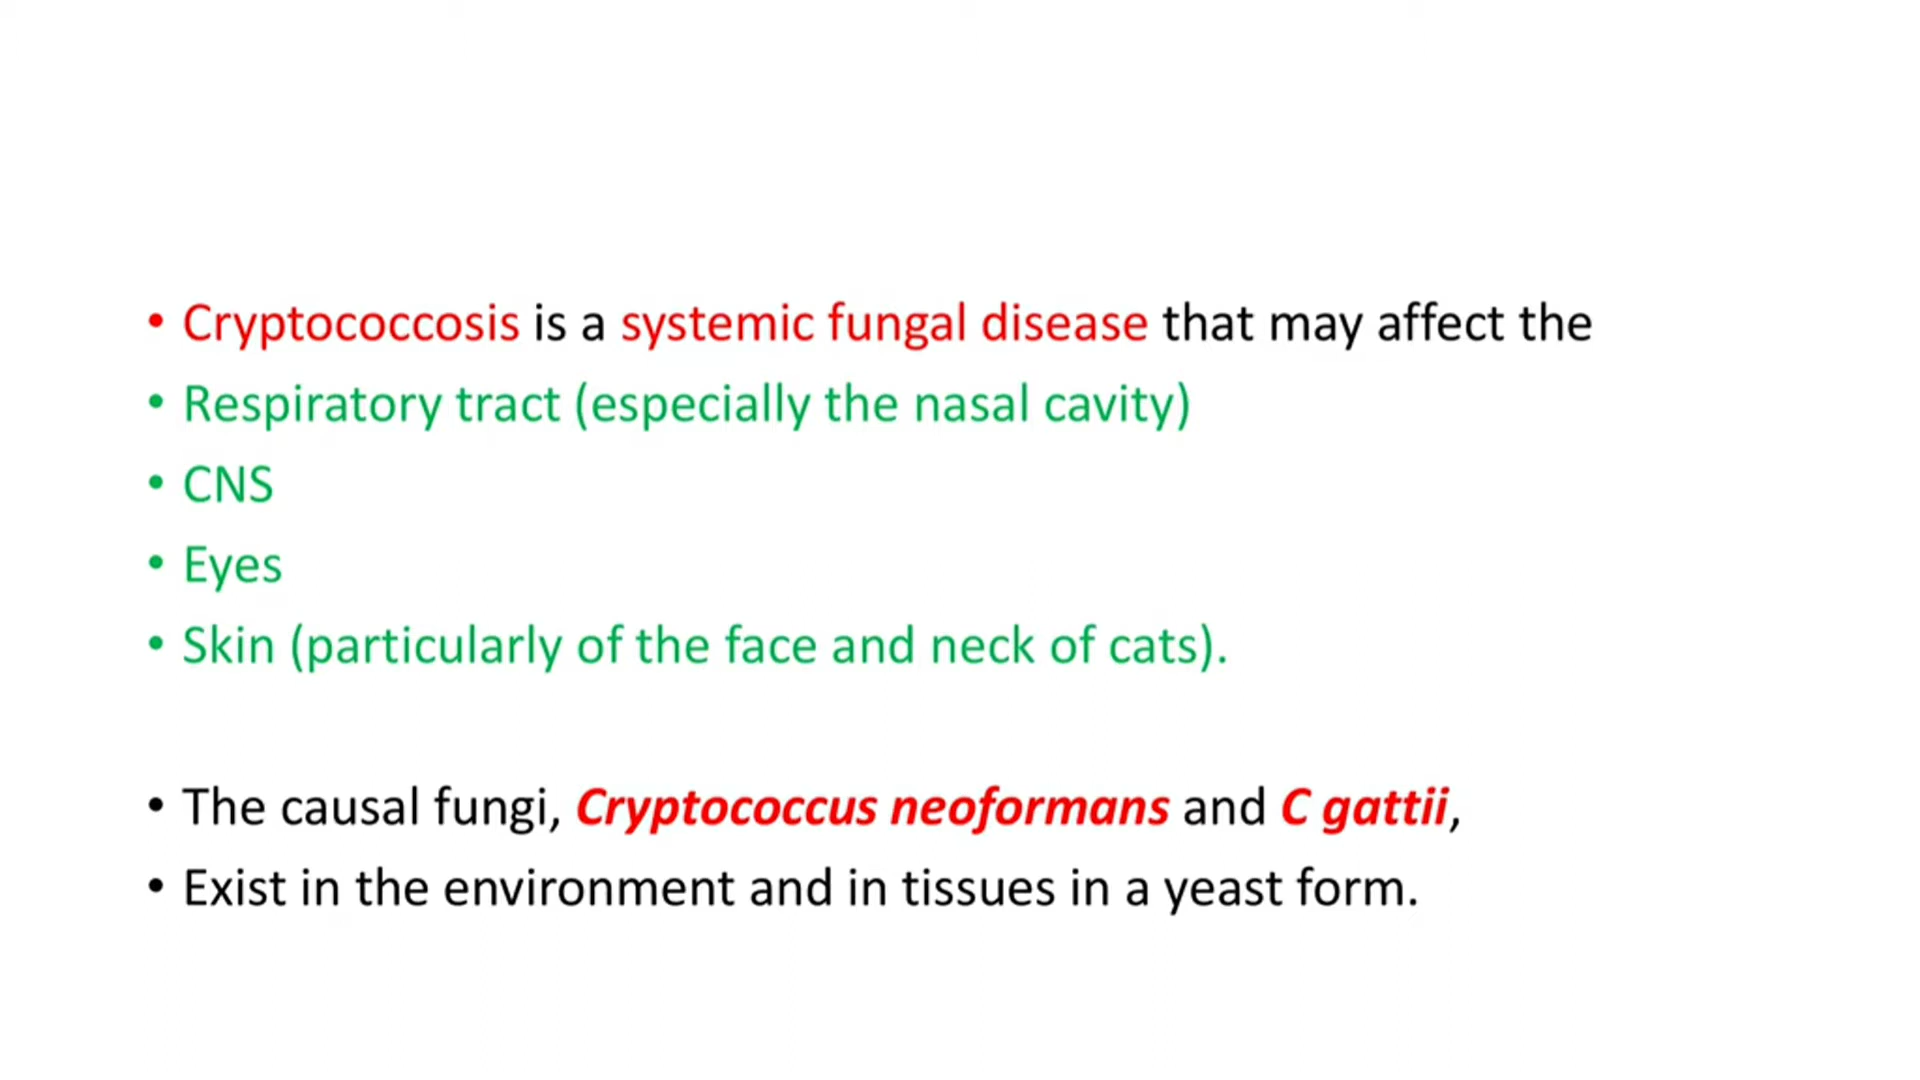 • Cryptococcosis is a systemic fungal disease that may affect the
• Respiratory tract (especially the nasal cavity)
• CNS
• Eyes
• Skin (particularly of the face and neck of cats).
• The causal fungi, Cryptococcus neoformans and C gattii,
• Exist in the environment and in tissues in a yeast form.